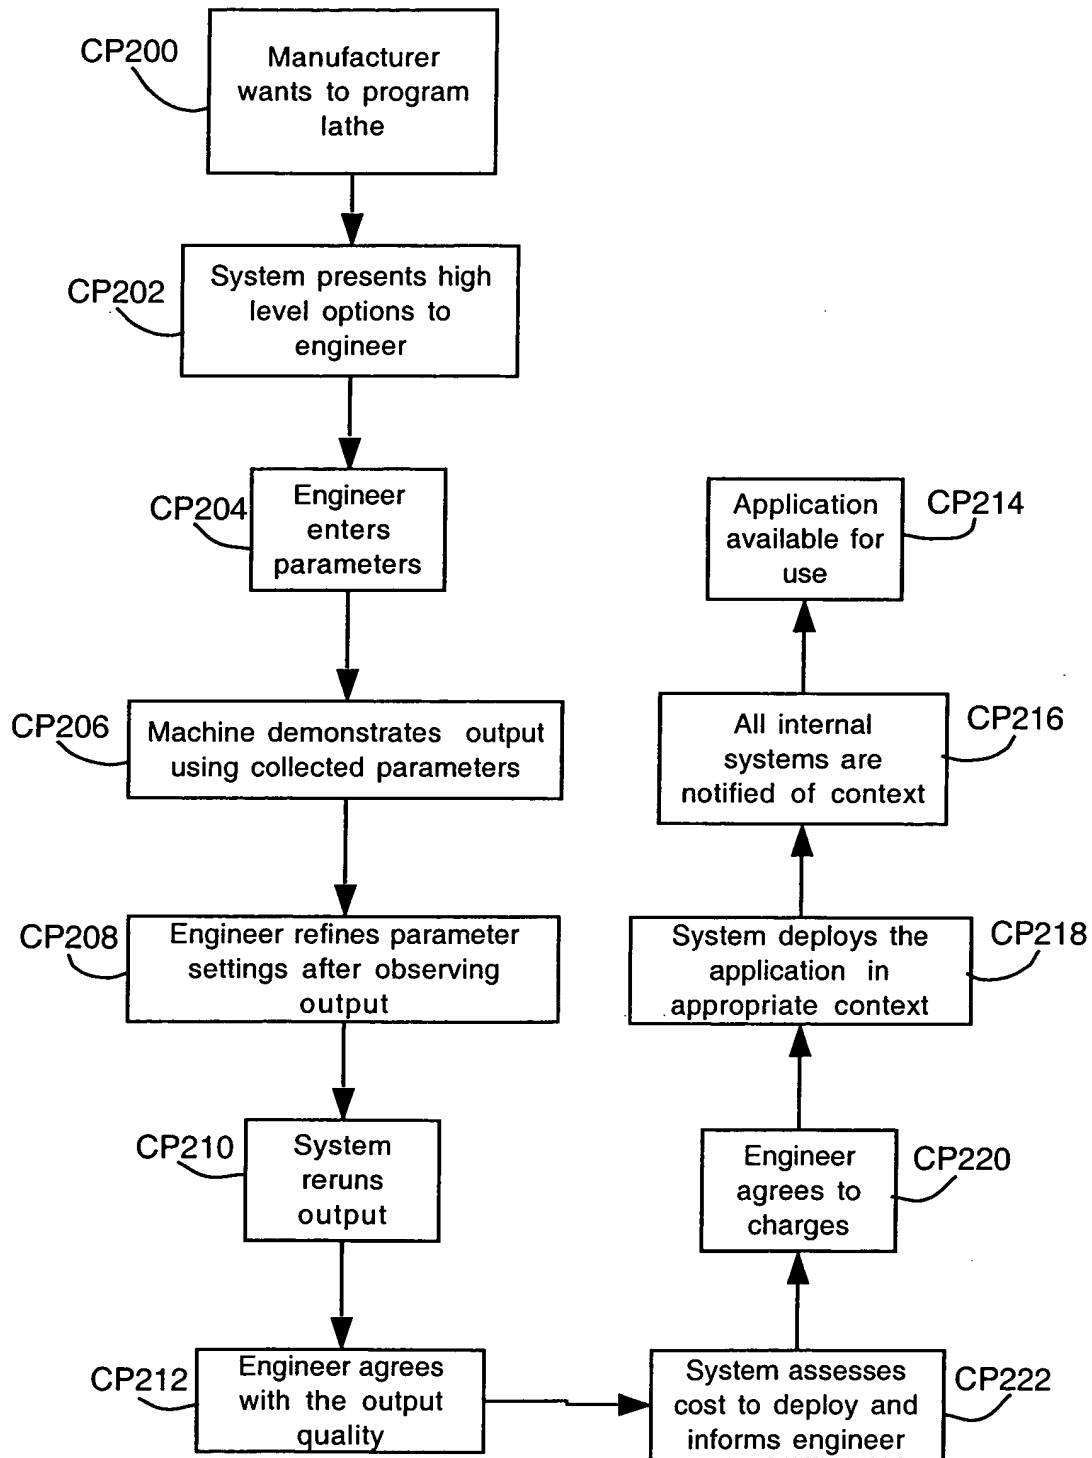 CP200
Manufacturer
wants to program
lathe
CP202
System presents high
level options to
engineer
CP204
Engineer
enters
parameters
CP206
Machine demonstrates output
using collected parameters
CP208
Engineer refines parameter
settings after observing
output
CP210
System
reruns
output
CP212
Engineer agrees
with the output
quality
Application
available for
use
CP214
All internal
systems are
notified of context
CP216
System deploys the
application in
appropriate context
CP218
Engineer
agrees to
charges
CP220
System assesses
cost to deploy and
informs engineer
CP222